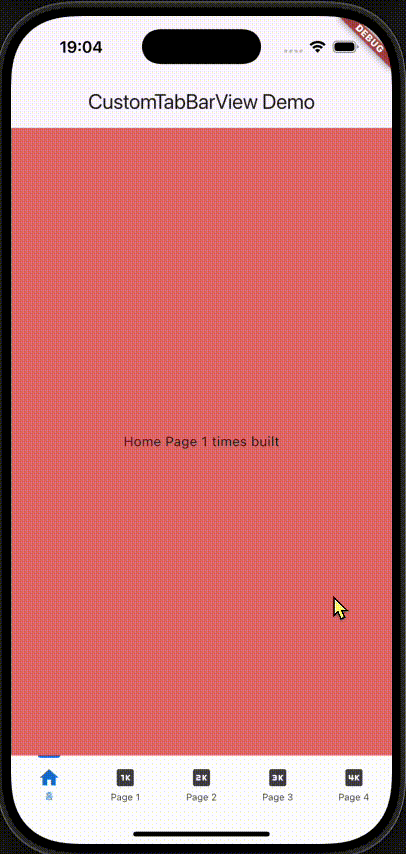 19:04
DEBUG
CustomTabBarView Demo
Home Page 1 times built
1K 2K 3K 4K
Page 1 Page 2 Page 3 Page 4